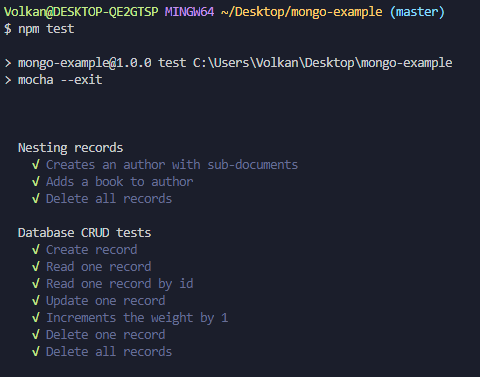 Volkan@DESKTOP-QE2GTSP MINGW64 ~/Desktop/mongo-example (master)
$ npm test
> mongo-example@1.0.0 test C:\Users\Volkan\Desktop\mongo-example
> mocha --exit
Nesting records
√ Creates an author with sub-documents
√ Adds a book to author
√ Delete all records
Database CRUD tests
√ Create record
√ Read one record
√ Read one record by id
√ Update one record
√ Increments the weight by 1
√ Delete one record
√ Delete all records